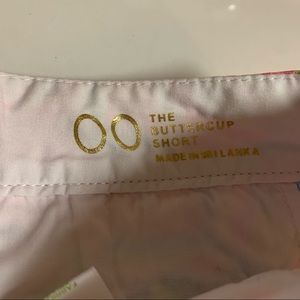 00 THE
BUTTERCUP
SHORT
MADE IN SRI LANKA